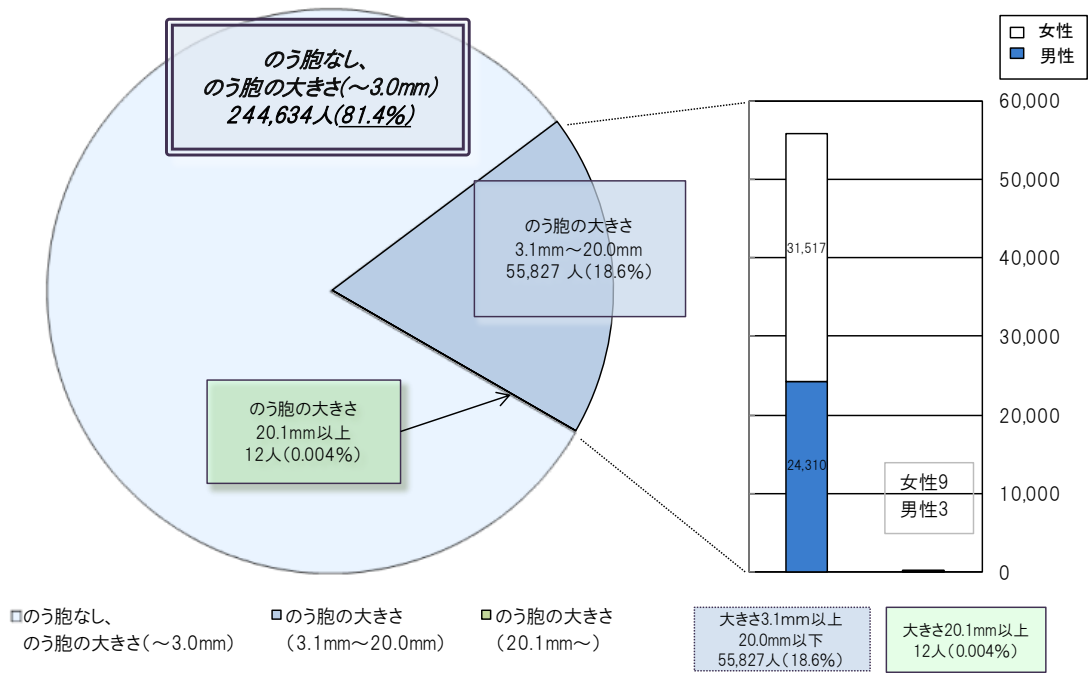 のう胞なし、
のう胞の大きさ(～3.0mm)
244,634人(81.4%)
のう胞の大きさ
3.1mm～20.0mm
55,827 人(18.6%)
のう胞の大きさ
20.1mm以上
12人(0.004%)
女性
男性
60,000
50,000
40,000
30,000
20,000
10,000
0
31,517
24,310
女性9
男性3
のう胞なし、
のう胞の大きさ(～3.0mm)
のう胞の大きさ
(3.1mm～20.0mm)
のう胞の大きさ
(20.1mm～)
大きさ3.1mm以上
20.0mm以下
55,827人(18.6%)
大きさ20.1mm以上
12人(0.004%)